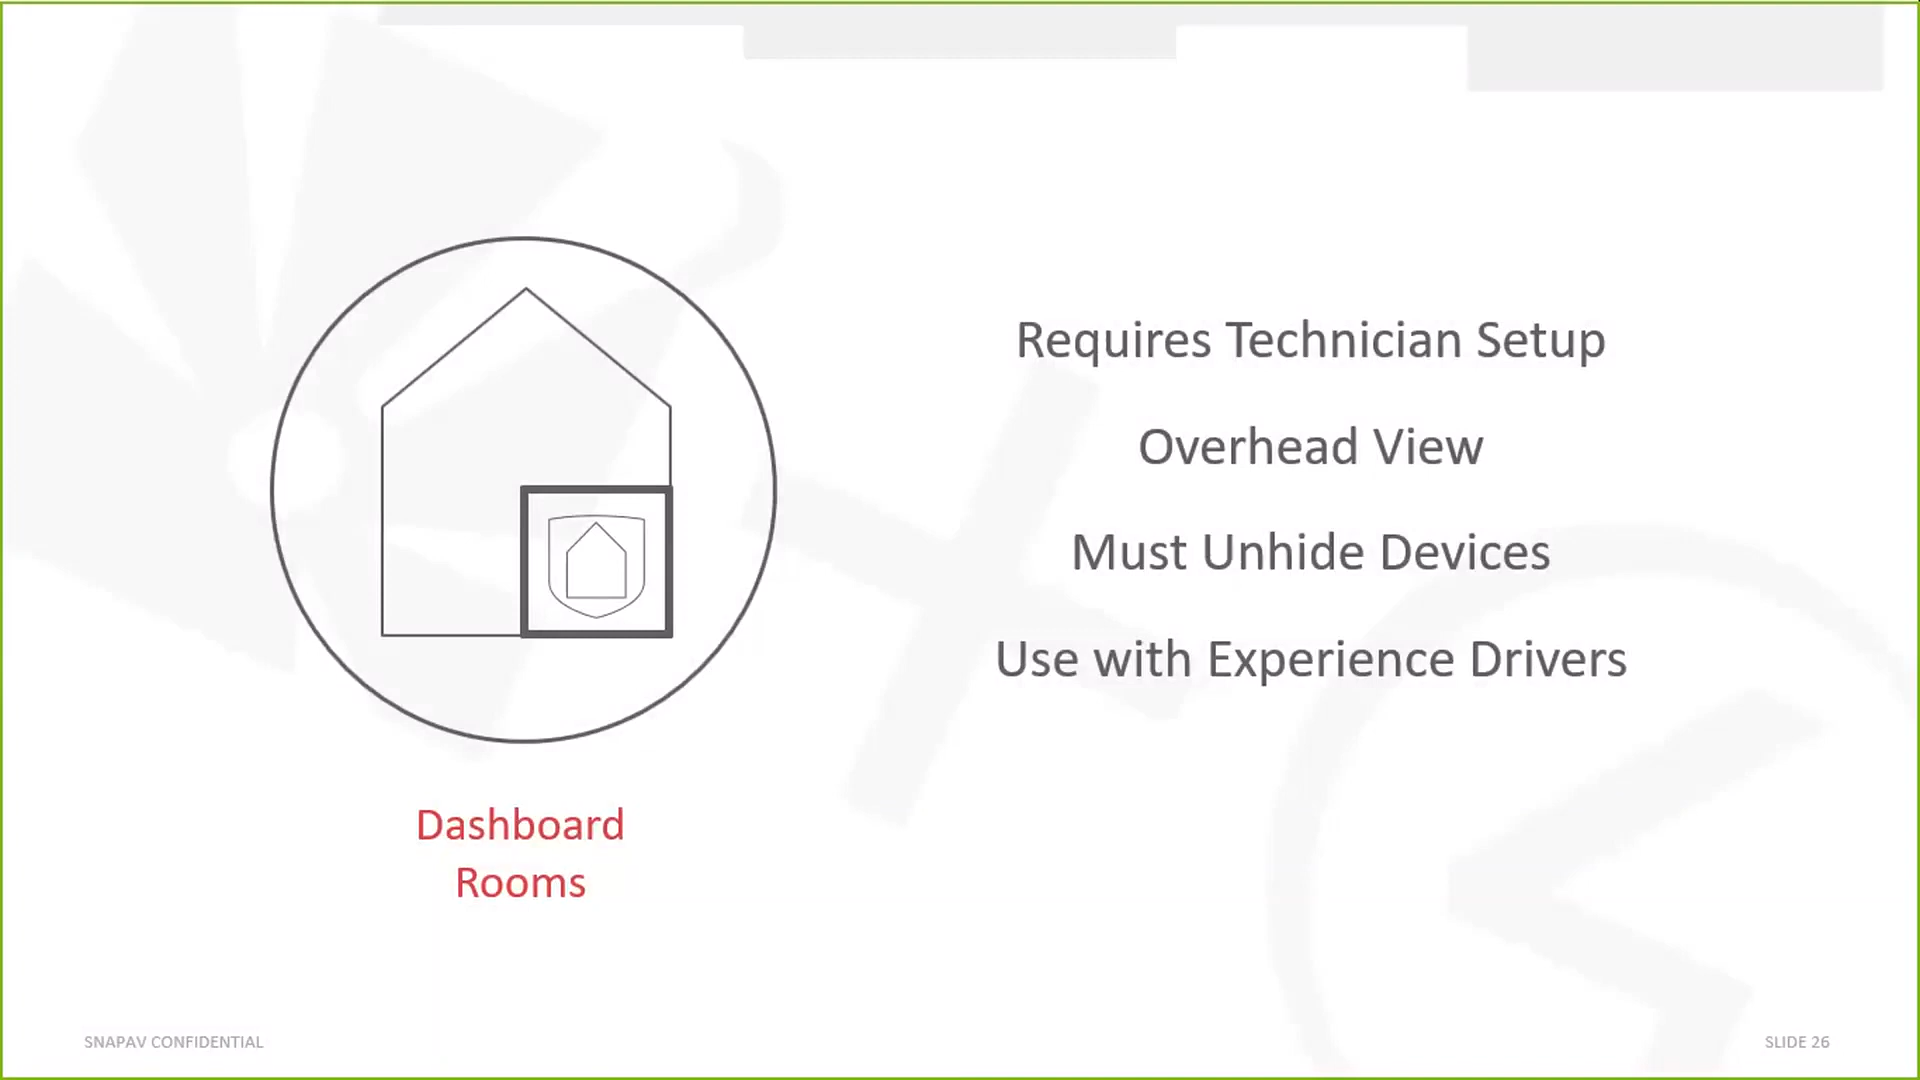 Requires Technician Setup
Overhead View
Must Unhide Devices
Use with Experience Drivers
Dashboard
Rooms
SNAPAV CONFIDENTIAL
SLIDE 26